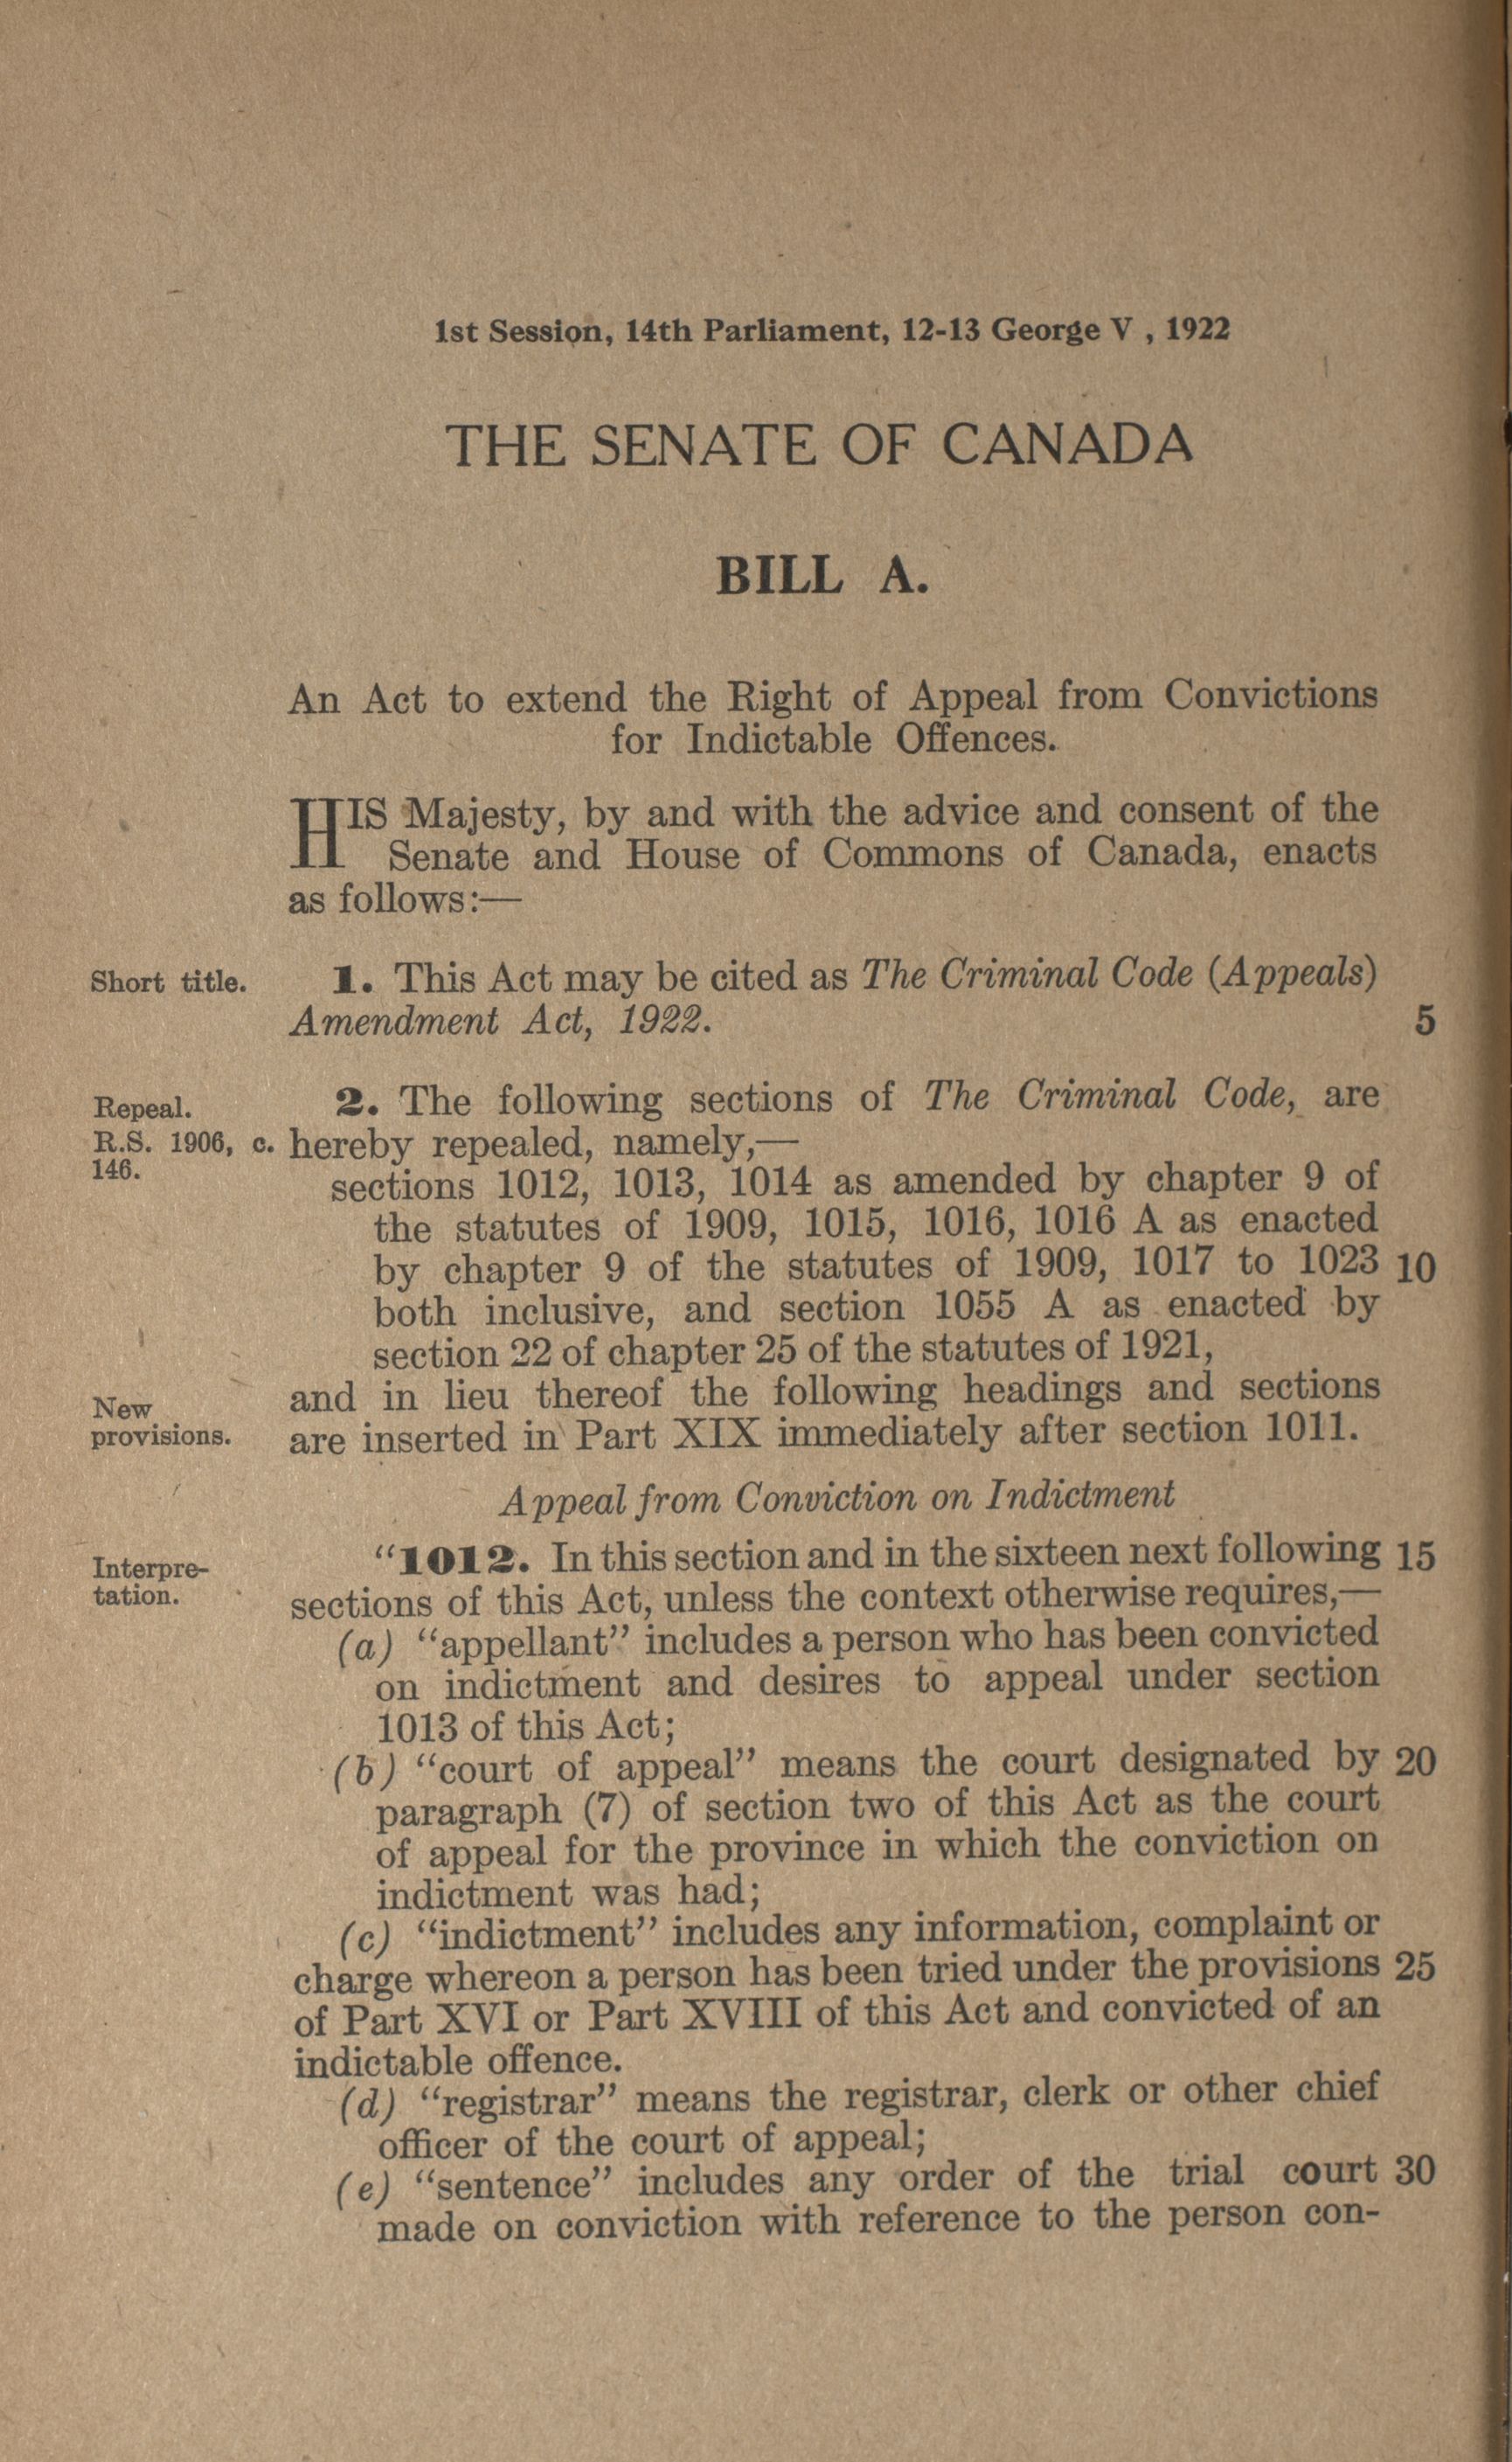 1st Session, 14th Parliament, 12-13 George V , 1922
THE SENATE OF CANADA
BILL A.
An Act to extend the Right of Appeal from Convictions
for Indictable Offences.
HIS Majesty, by and with the advice and consent of the
Senate and House of Commons of Canada, enacts
as follows:—
Short title.
1. This Act may be cited as The Criminal Code (Appeals)
Amendment Act, 1922. 5
Repeal.
R.S. 1906, c.
146.
2. The following sections of The Criminal Code, are
hereby repealed, namely,—
sections 1012, 1013, 1014 as amended by chapter 9 of
the statutes of 1909, 1015, 1016, 1016 A as enacted
by chapter 9 of the statutes of 1909, 1017 to 1023 10
both inclusive, and section 1055 A as enacted by
section 22 of chapter 25 of the statutes of 1921,
New
provisions.
and in lieu thereof the following headings and sections
are inserted in Part XIX immediately after section 1011.
Appeal from Conviction on Indictment
Interpre-
tation.
“1012. In this section and in the sixteen next following 15
sections of this Act, unless the context otherwise requires,—
(a) “appellant” includes a person who has been convicted
on indictment and desires to appeal under section
1013 of this Act;
(b) “court of appeal” means the court designated by 20
paragraph (7) of section two of this Act as the court
of appeal for the province in which the conviction on
indictment was had;
(c) “indictment” includes any information, complaint or
charge whereon a person has been tried under the provisions 25
of Part XVI or Part XVIII of this Act and convicted of an
indictable offence.
(d) “registrar” means the registrar, clerk or other chief
officer of the court of appeal;
(e) “sentence” includes any order of the trial court 30
made on conviction with reference to the person con-